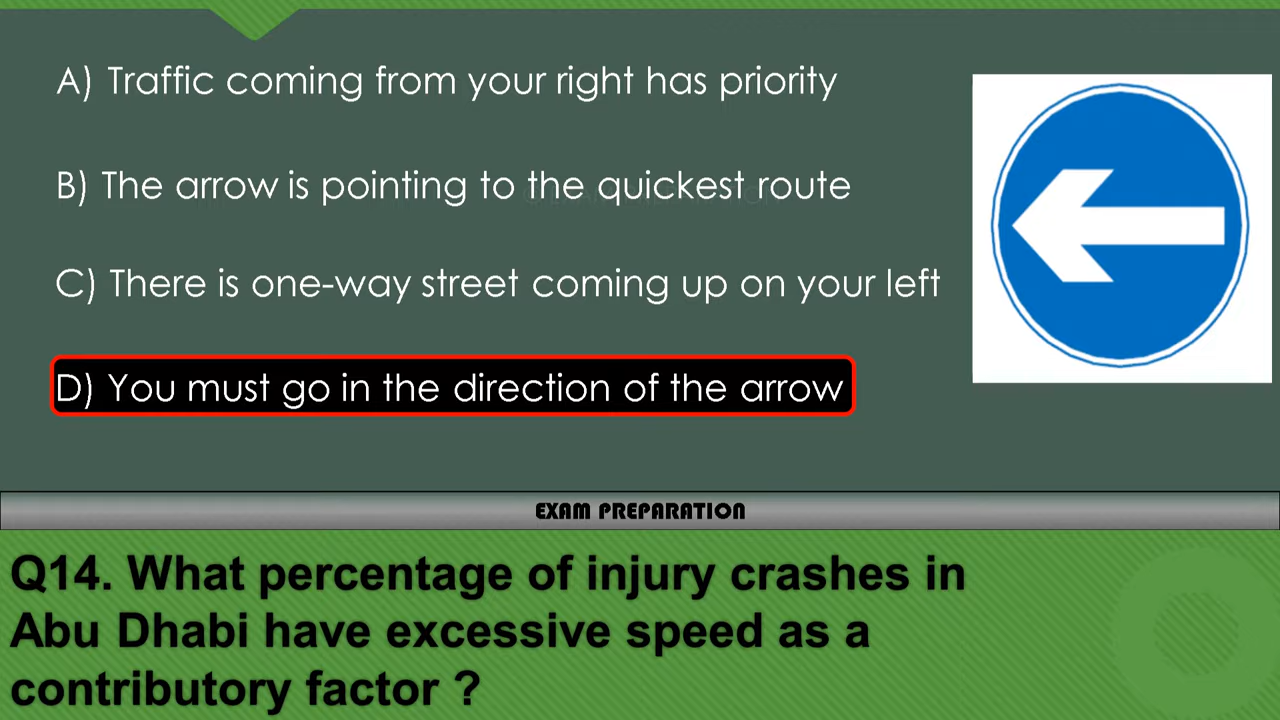 A) Traffic coming from your right has priority
B) The arrow is pointing to the quickest route
C) There is one-way street coming up on your left
D) You must go in the direction of the arrow
EXAM PREPARATION
Q14. What percentage of injury crashes in
Abu Dhabi have excessive speed as a
contributory factor ?